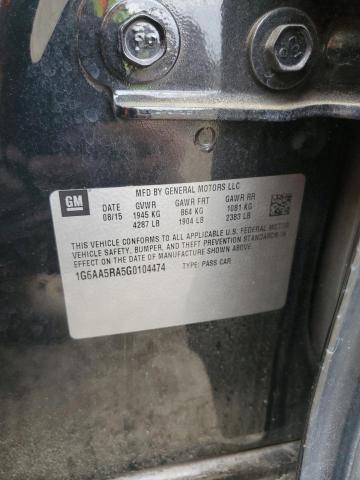 GM
MFD BY GENERAL MOTORS LLC
08/15
GVWR
1945 KG
4287 LB
GAWR FRT
864 KG
1904 LB
GAWR RR
1081 KG
2383 LB
THIS VEHICLE CONFORMS TO ALL APPLICABLE U.S. FEDERAL MOTOR
VEHICLE SAFETY, BUMPER, AND THEFT PREVENTION STANDARDS IN
EFFECT ON THE DATE OF MANUFACTURE SHOWN ABOVE.
1G6AA5RA5G0104474 TYPE: PASS CAR